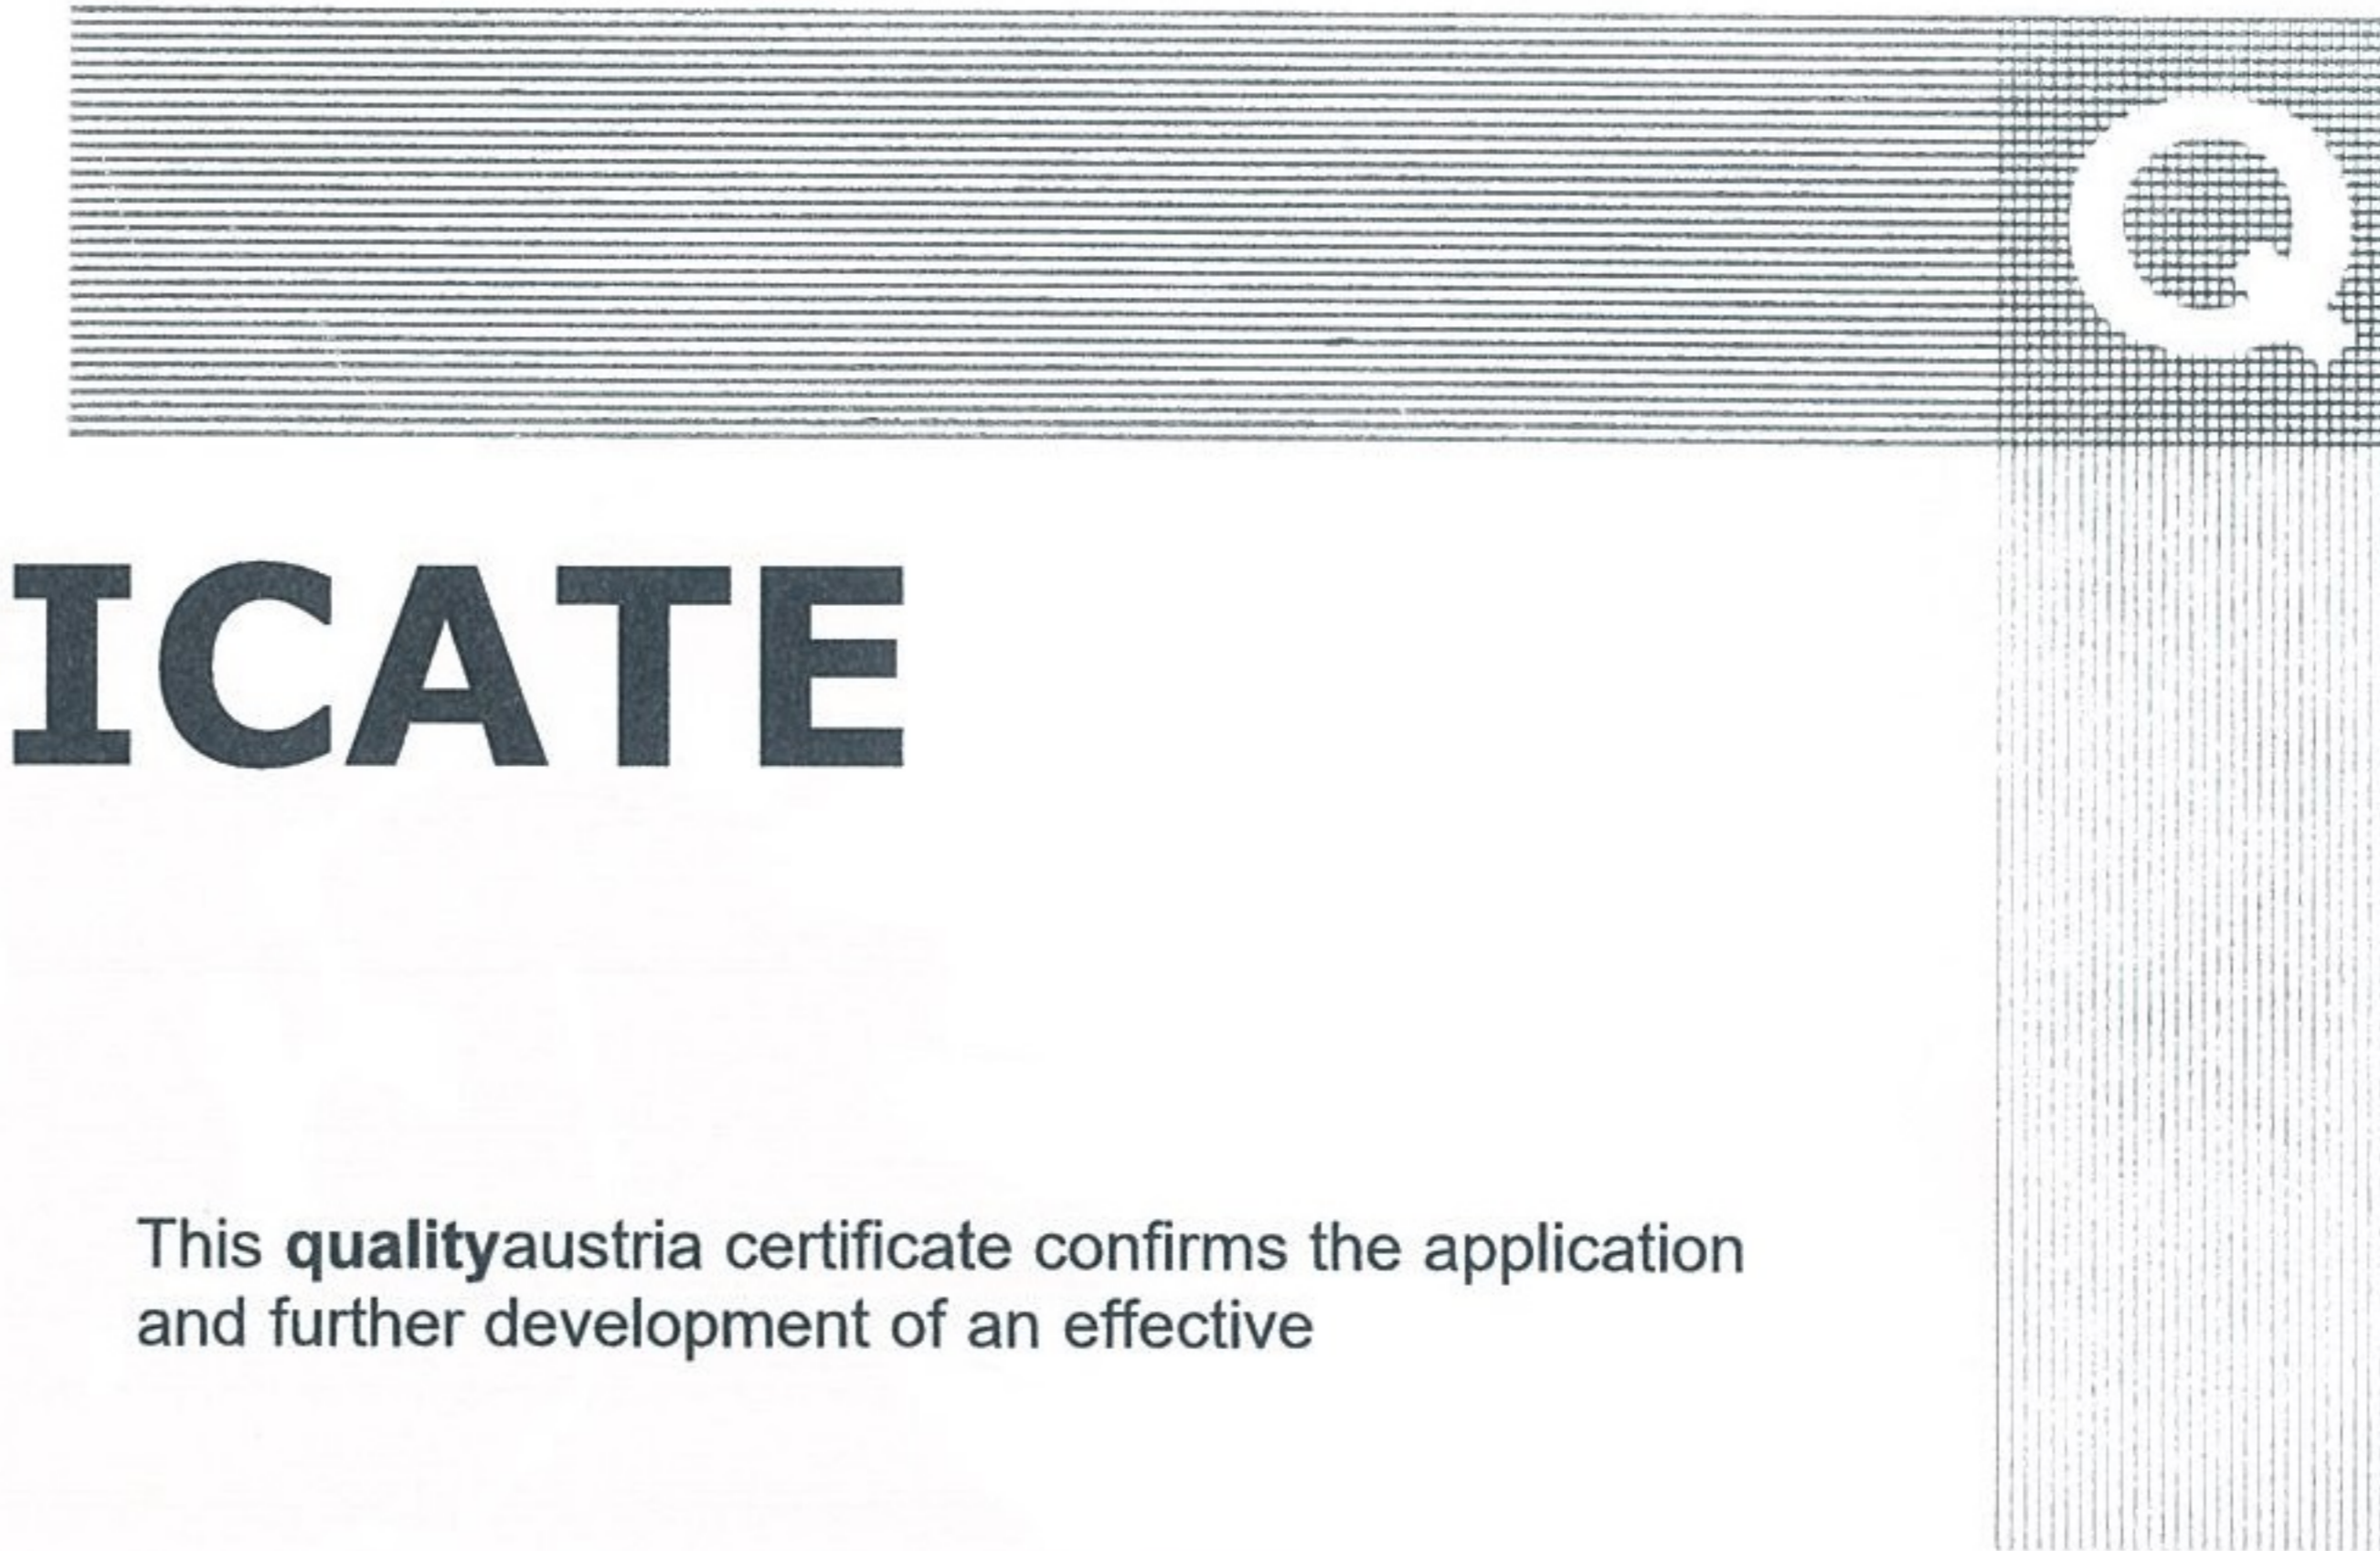 Q
ICATE
This qualityaustria certificate confirms the application
and further development of an effective